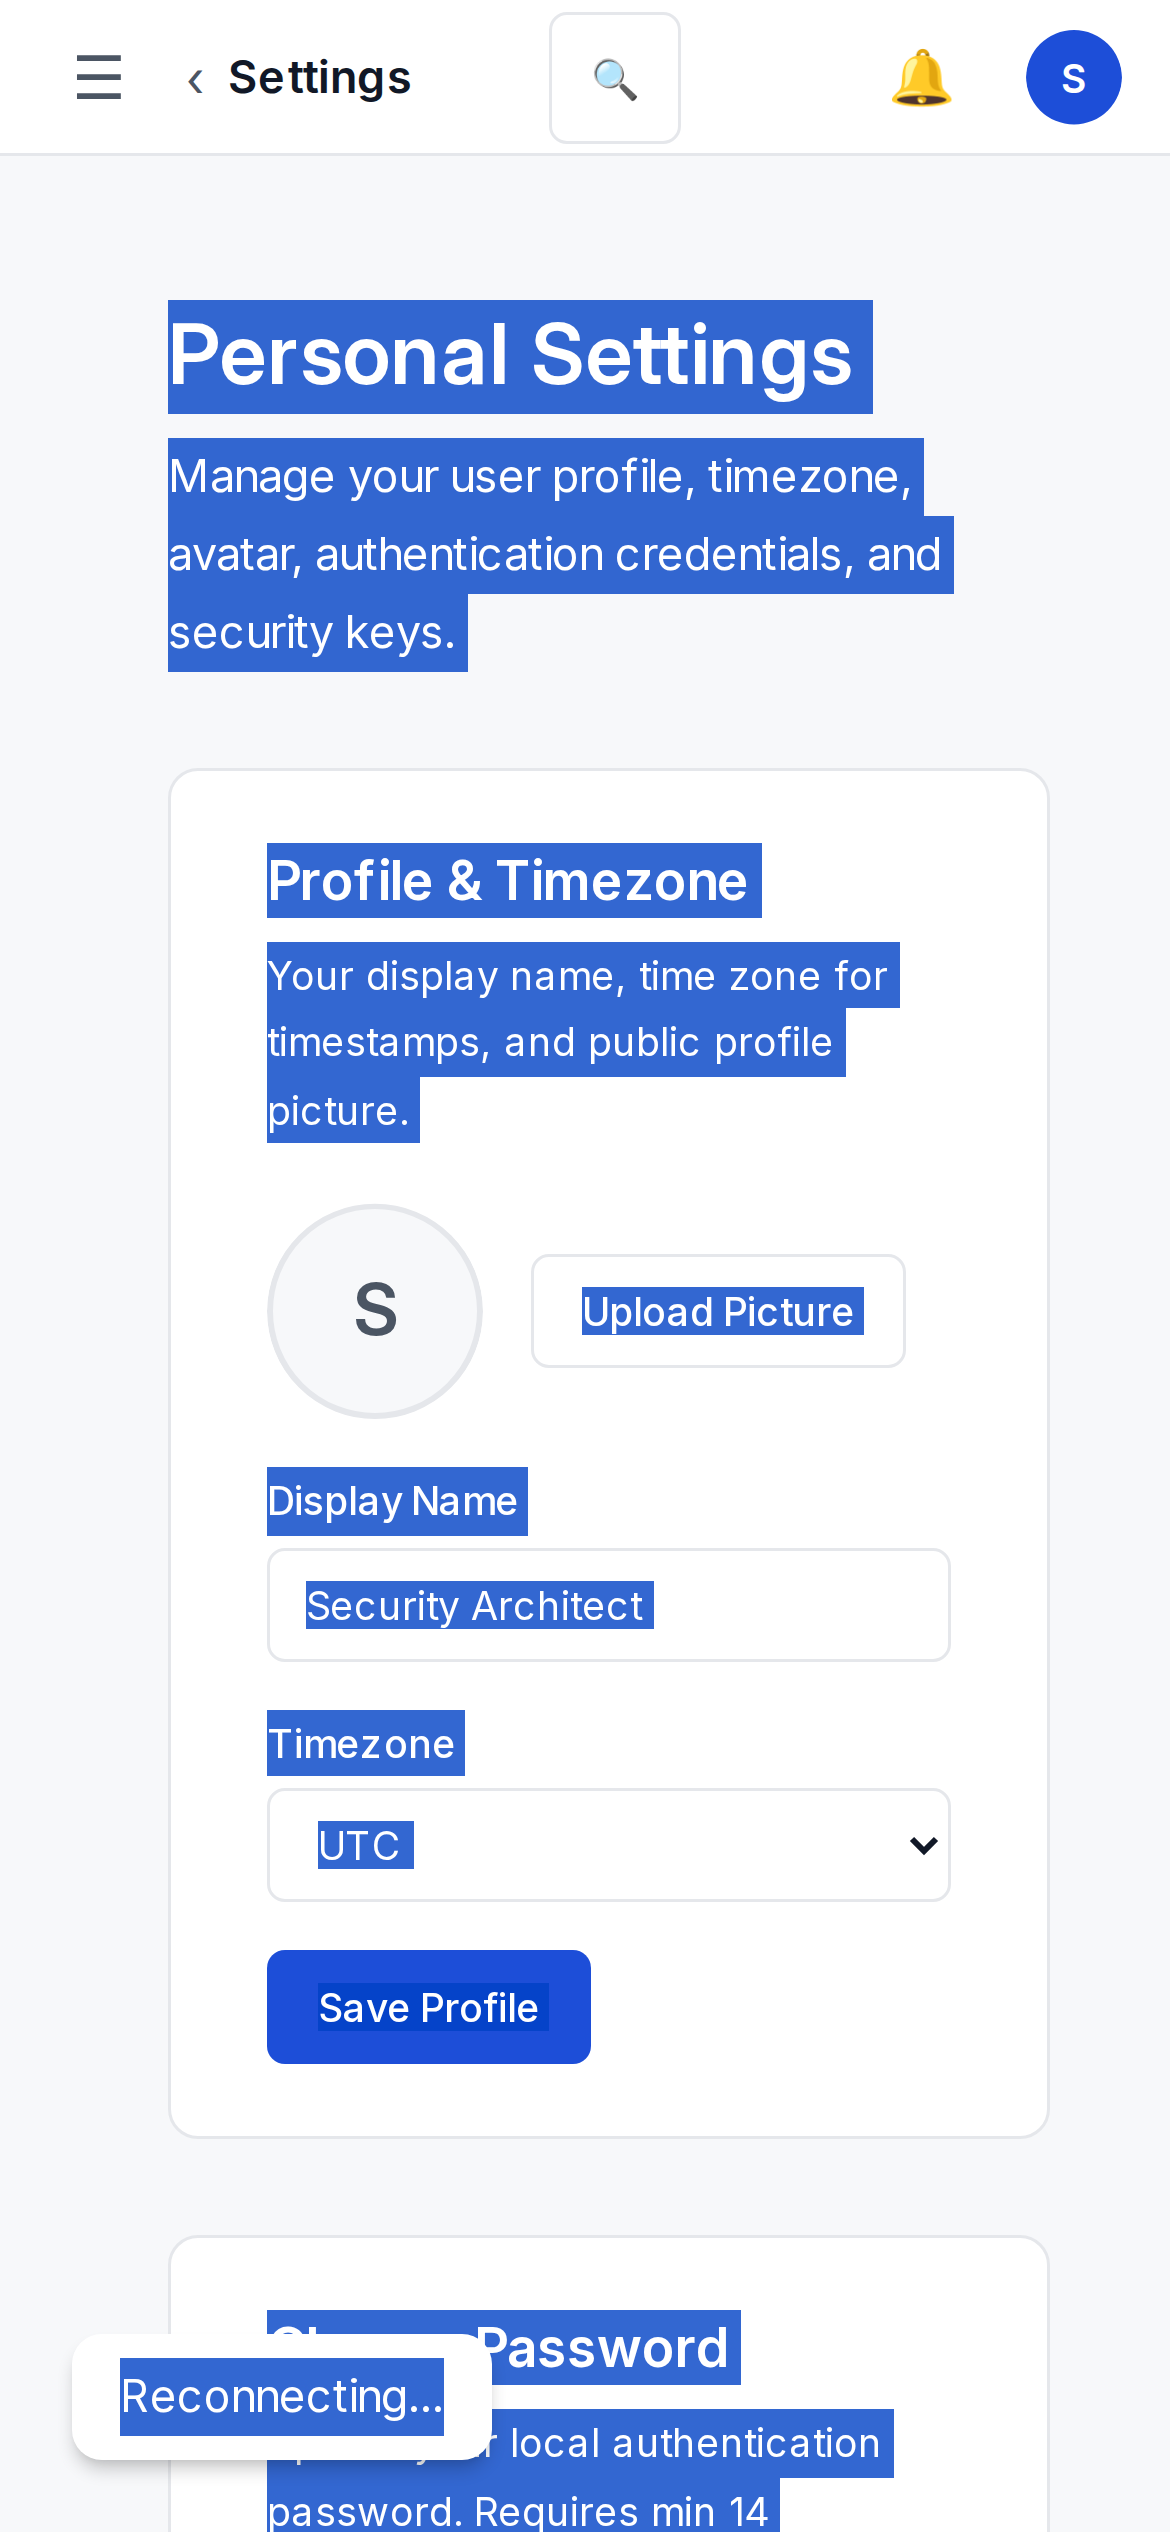 Settings
S
Personal Settings
Manage your user profile, timezone,
avatar, authentication credentials, and
security keys.
Profile & Timezone
Your display name, time zone for
timestamps, and public profile
picture.
S
Upload Picture
Display Name
Security Architect
Timezone
UTC
Save Profile
Password
Reconnecting...
local authentication
password. Requires min 14